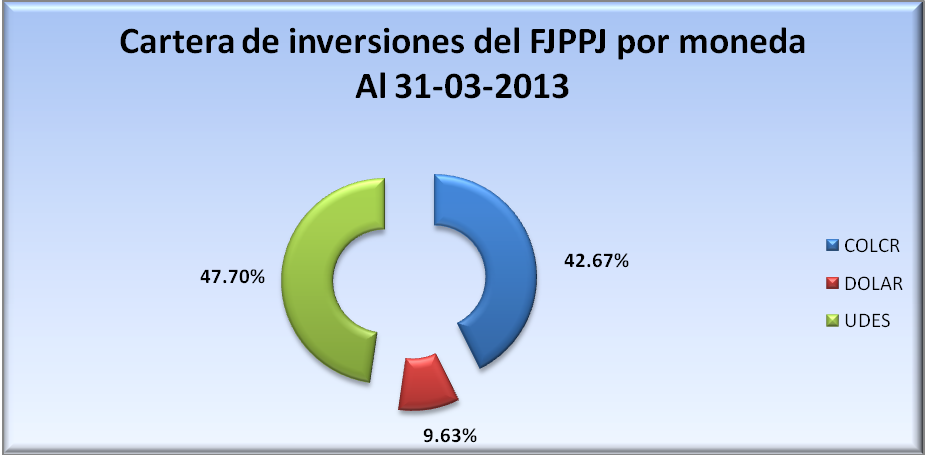 Cartera de inversiones del FJPPJ por moneda
Al 31-03-2013
47.70%
42.67%
9.63%
COLCR
DOLAR
UDES